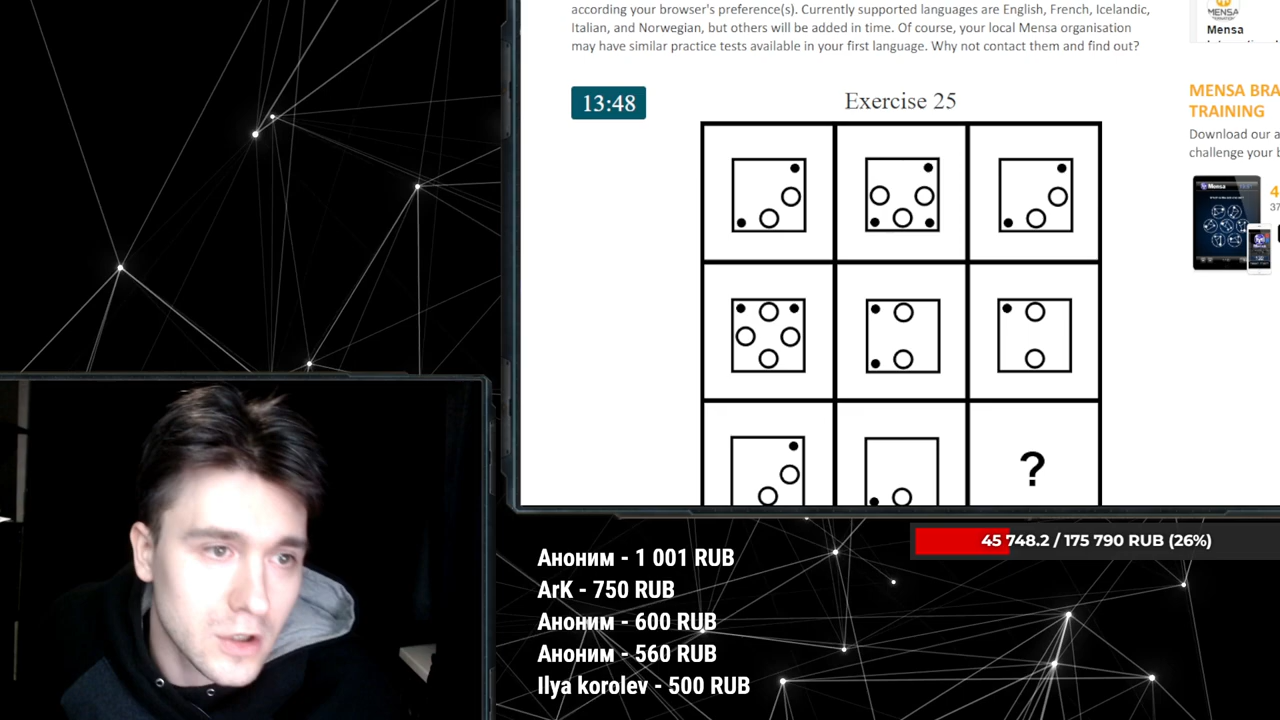 according your browser's preference(s). Currently supported languages are English, French, Icelandic,
Italian, and Norwegian, but others will be added in time. Of course, your local Mensa organisation
may have similar practice tests available in your first language. Why not contact them and find out?
MENSA
Mensa
13:48
Exercise 25
MENSA BRA
TRAINING
Download our a
challenge your b
Mensa
4
37
?
45 748.2 / 175 790 RUB (26%)
Аноним - 1 001 RUB
ArK - 750 RUB
Аноним - 600 RUB
Аноним - 560 RUB
Ilya korolev - 500 RUB